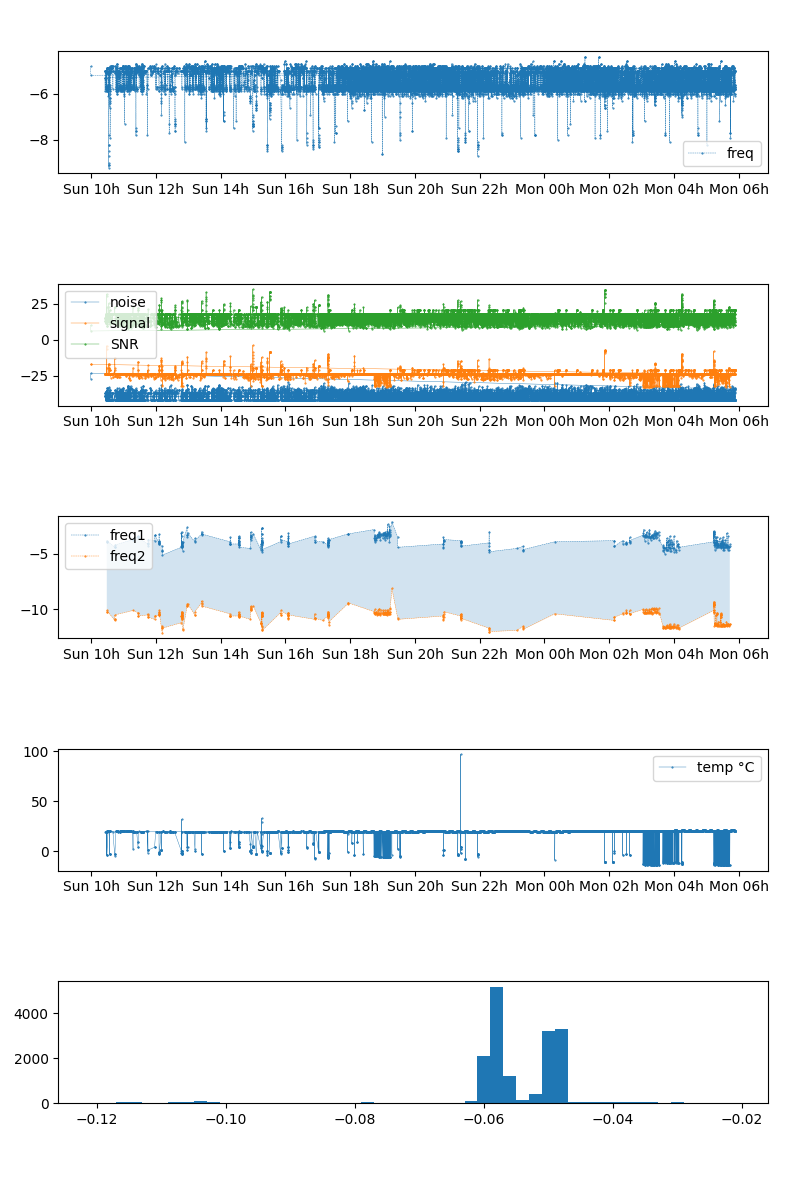 −6
−8
freq
Sun 10h Sun 12h Sun 14h Sun 16h Sun 18h Sun 20h Sun 22h Mon 00h Mon 02h Mon 04h Mon 06h
25
0
−25
noise
signal
SNR
Sun 10h Sun 12h Sun 14h Sun 16h Sun 18h Sun 20h Sun 22h Mon 00h Mon 02h Mon 04h Mon 06h
−5
−10
freq1
freq2
Sun 10h Sun 12h Sun 14h Sun 16h Sun 18h Sun 20h Sun 22h Mon 00h Mon 02h Mon 04h Mon 06h
100
50
0
temp °C
Sun 10h Sun 12h Sun 14h Sun 16h Sun 18h Sun 20h Sun 22h Mon 00h Mon 02h Mon 04h Mon 06h
4000
2000
0
−0.12 −0.10 −0.08 −0.06 −0.04 −0.02